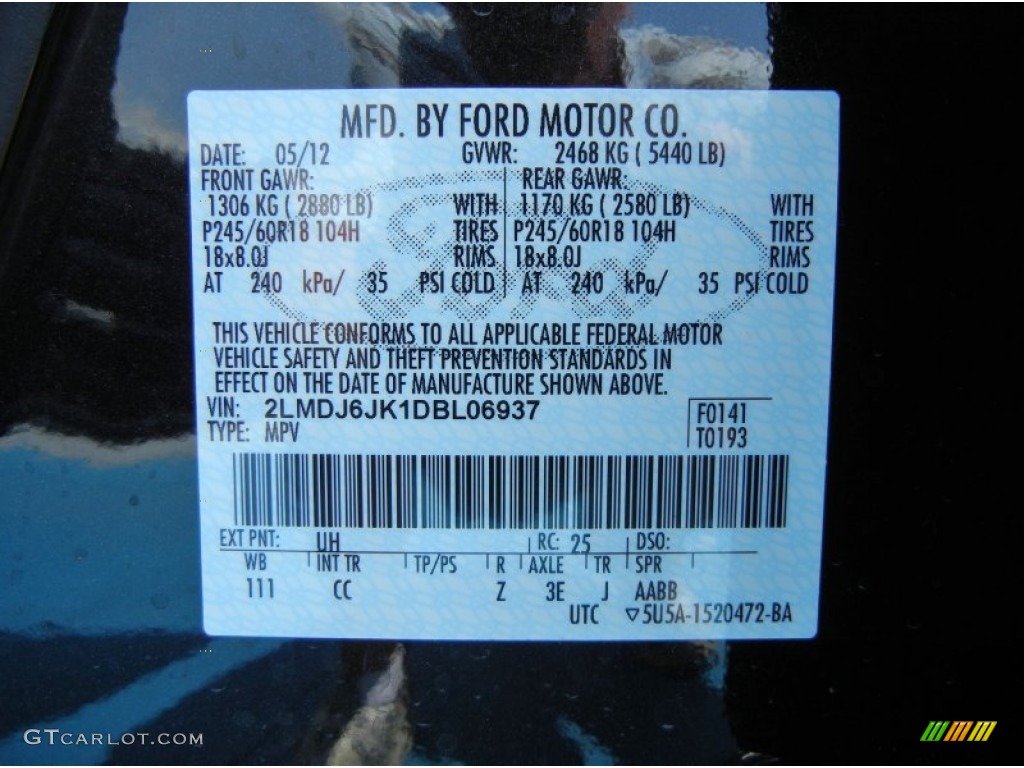 MFD. BY FORD MOTOR CO.
DATE: 05/12 GVWR: 2468 KG ( 5440 LB)
FRONT GAWR: REAR GAWR:
1306 KG ( 2880 LB) WITH 1170 KG ( 2580 LB) WITH
P245/60R18 104H TIRES P245/60R18 104H TIRES
18x8.0J RIMS 18x8.0J RIMS
AT 240 kPa/ 35 PSI COLD AT 240 kPa/ 35 PSI COLD
THIS VEHICLE CONFORMS TO ALL APPLICABLE FEDERAL MOTOR
VEHICLE SAFETY AND THEFT PREVENTION STANDARDS IN
EFFECT ON THE DATE OF MANUFACTURE SHOWN ABOVE.
VIN: 2LMDJ6JK1DBL06937 F0141
TYPE: MPV T0193
EXT PNT: UH RC: 25 DSO:
WB INT TR TP/PS R AXLE TR SPR
111 CC Z 3E J AABB
UTC ▽5U5A-1520472-BA
GTCARLOT.COM